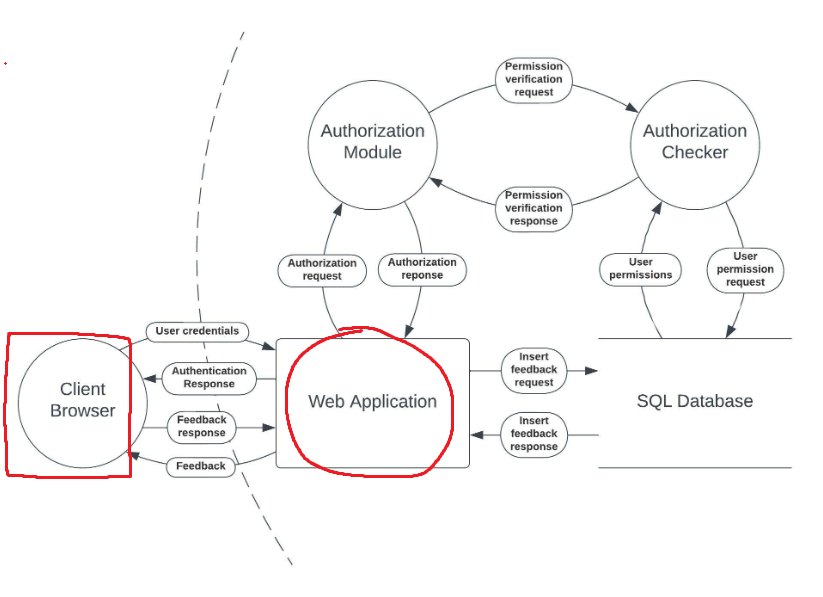 Permission
verification
request
Authorization
Module
Authorization
Checker
Permission
verification
response
Authorization
request
Authorization
reponse
User
permissions
User
permission
request
User credentials
Authentication
Response
Client
Browser
Feedback
response
Feedback
Web Application
Insert
feedback
request
Insert
feedback
response
SQL Database